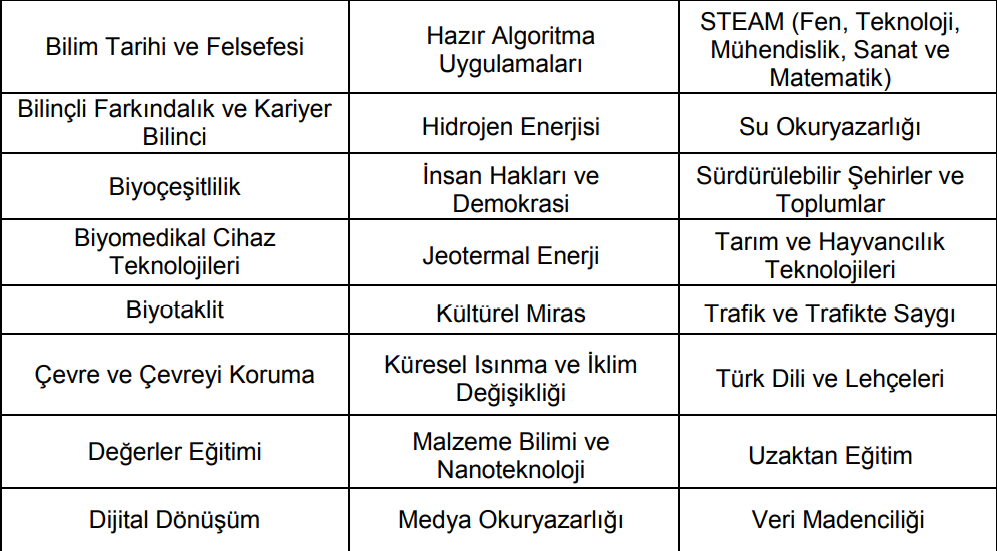 Bilim Tarihi ve Felsefesi
Hazır Algoritma
Uygulamaları
STEAM (Fen, Teknoloji,
Mühendislik, Sanat ve
Matematik)
Bilinçli Farkındalık ve Kariyer
Bilinci
Hidrojen Enerjisi
Su Okuryazarlığı
Biyoçeşitlilik
İnsan Hakları ve
Demokrasi
Sürdürülebilir Şehirler ve
Toplumlar
Biyomedikal Cihaz
Teknolojileri
Jeotermal Enerji
Tarım ve Hayvancılık
Teknolojileri
Biyotaklit
Kültürel Miras
Trafik ve Trafikte Saygı
Çevre ve Çevreyi Koruma
Küresel Isınma ve İklim
Değişikliği
Türk Dili ve Lehçeleri
Değerler Eğitimi
Malzeme Bilimi ve
Nanoteknoloji
Uzaktan Eğitim
Dijital Dönüşüm
Medya Okuryazarlığı
Veri Madenciliği